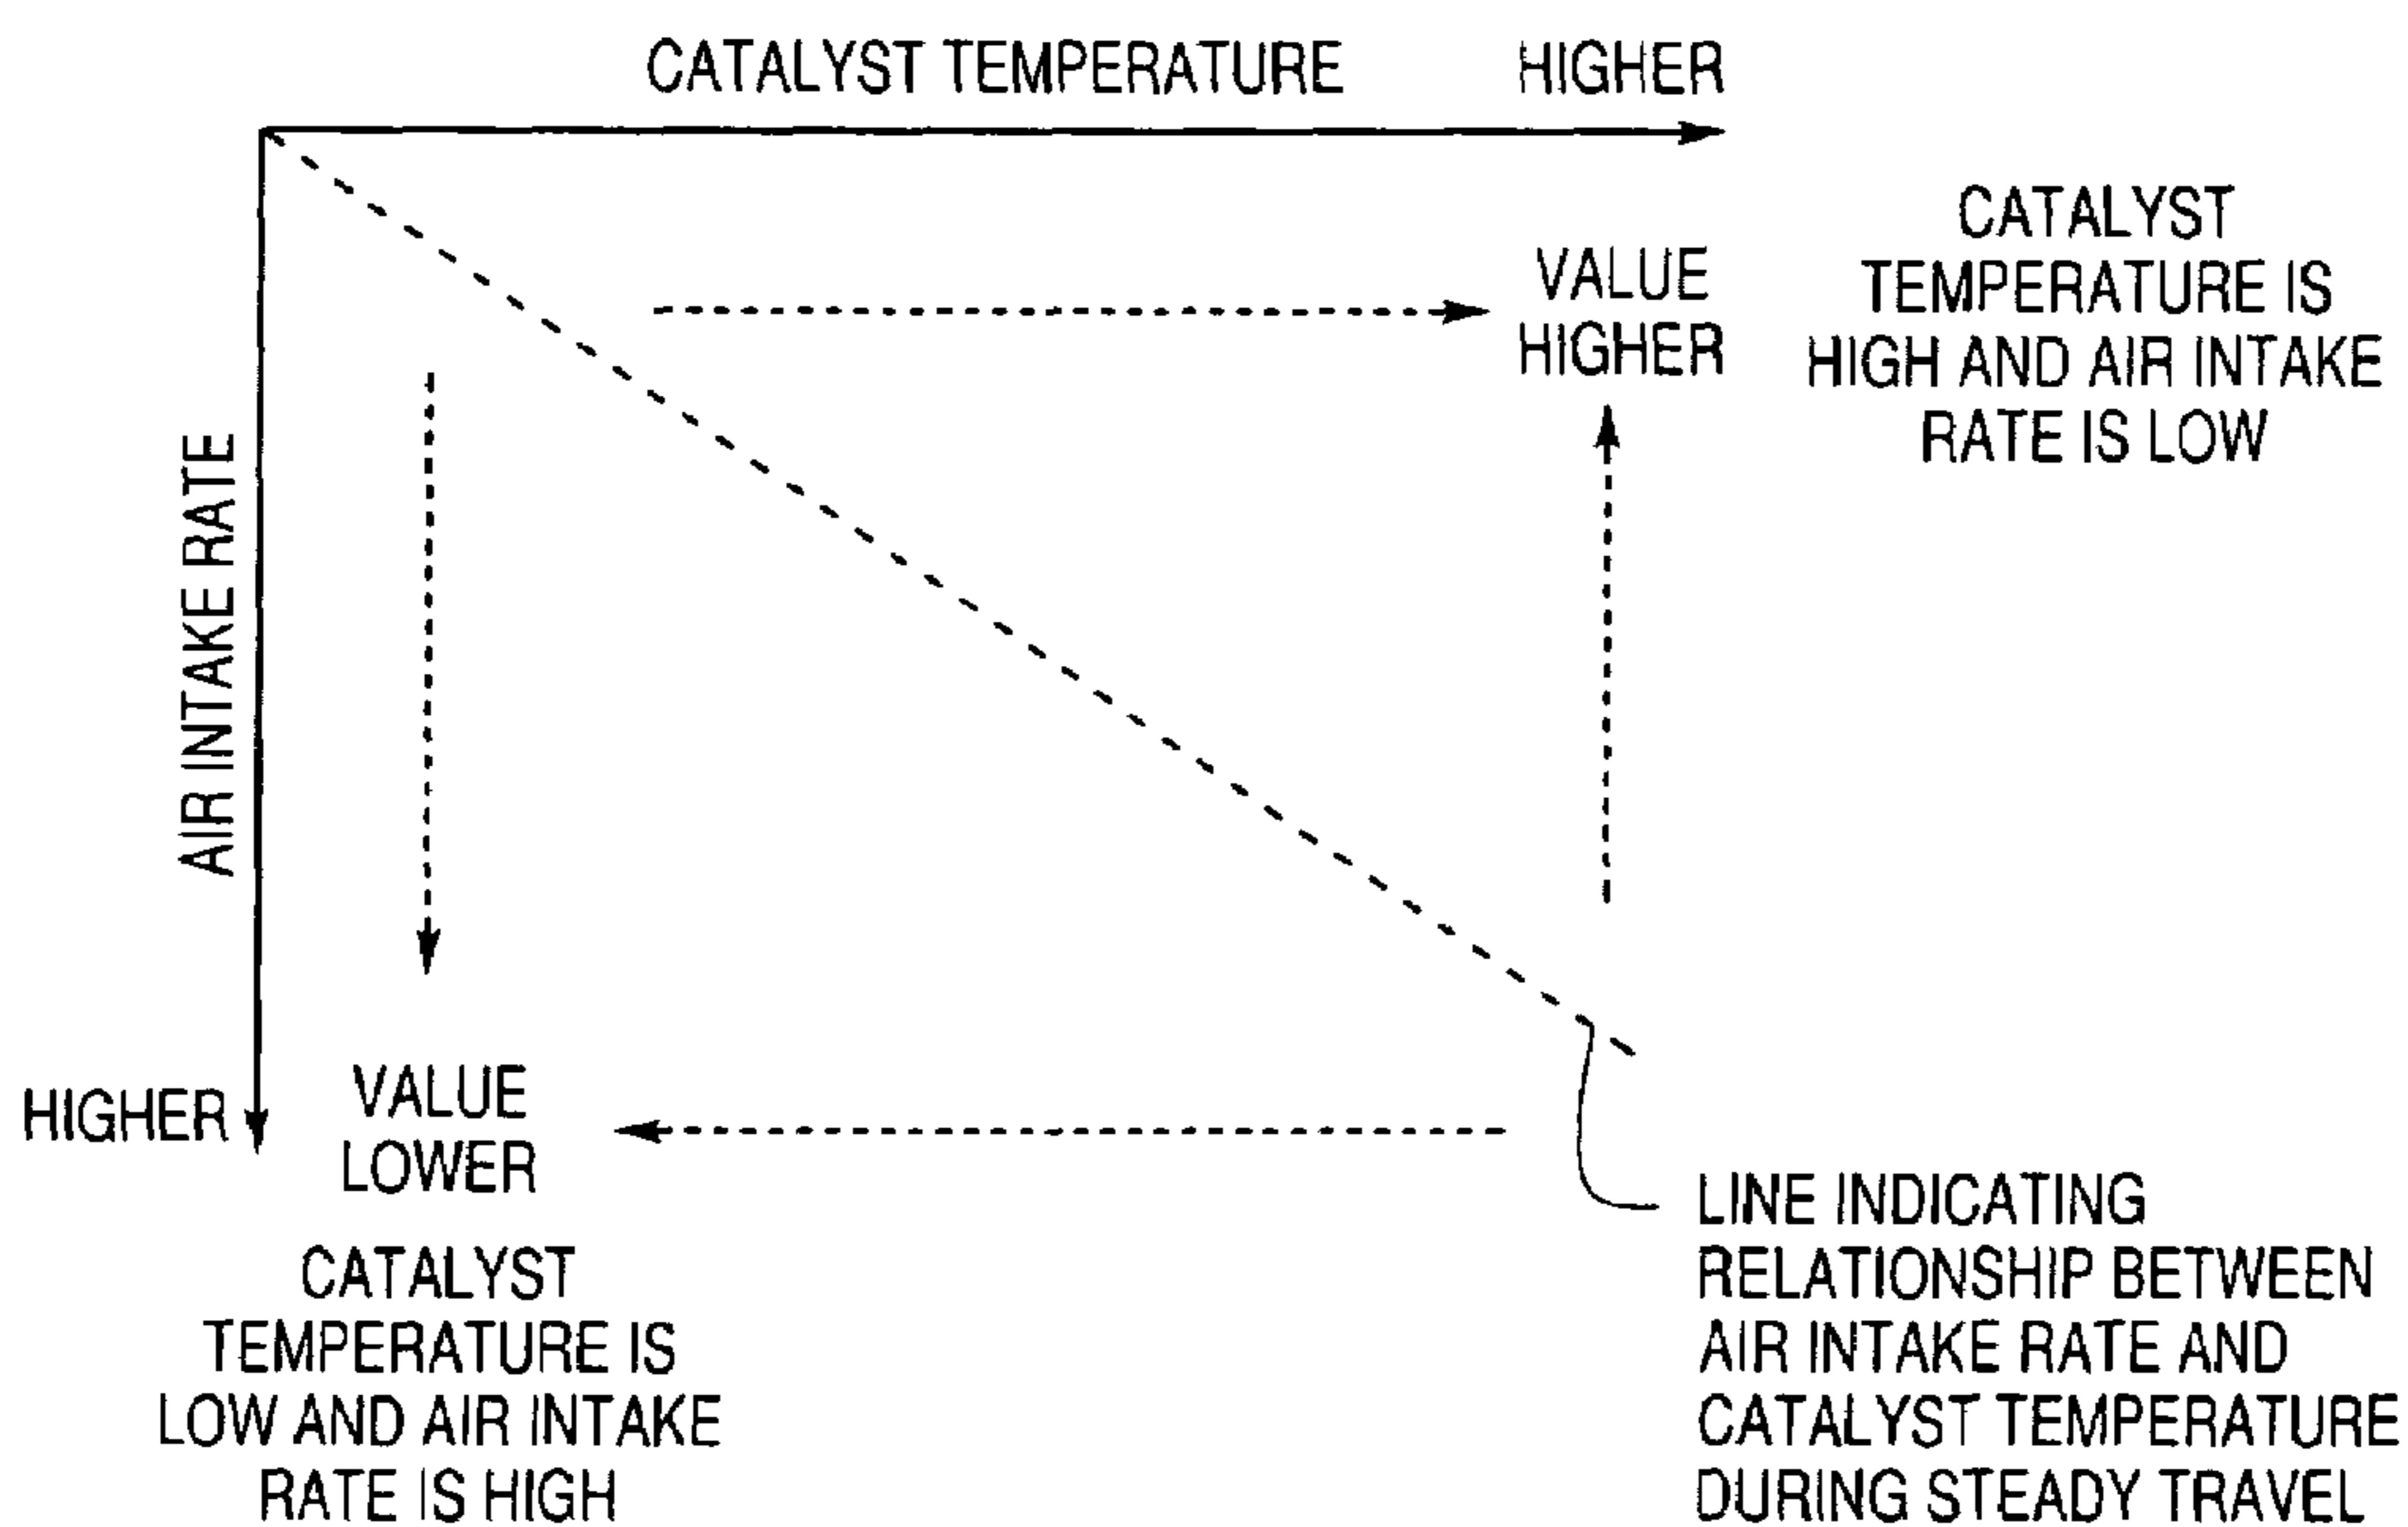 CATALYST TEMPERATURE
HIGHER
CATALYST
TEMPERATURE IS
HIGH AND AIR INTAKE
RATE IS LOW
VALUE
HIGHER
AIR INTAKE RATE
HIGHER
VALUE
LOWER
CATALYST
TEMPERATURE IS
LOW AND AIR INTAKE
RATE IS HIGH
LINE INDICATING
RELATIONSHIP BETWEEN
AIR INTAKE RATE AND
CATALYST TEMPERATURE
DURING STEADY TRAVEL